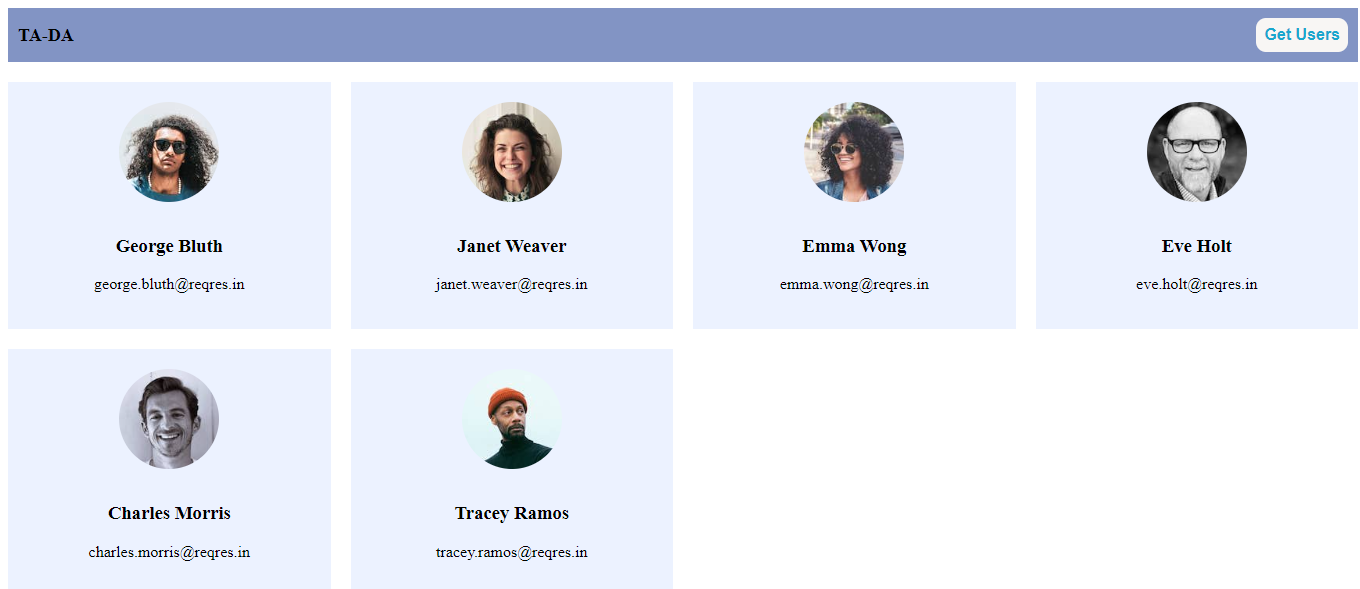 TA-DA
Get Users
George Bluth
george.bluth@reqres.in
Janet Weaver
janet.weaver@reqres.in
Emma Wong
emma.wong@reqres.in
Eve Holt
eve.holt@reqres.in
Charles Morris
charles.morris@reqres.in
Tracey Ramos
tracey.ramos@reqres.in